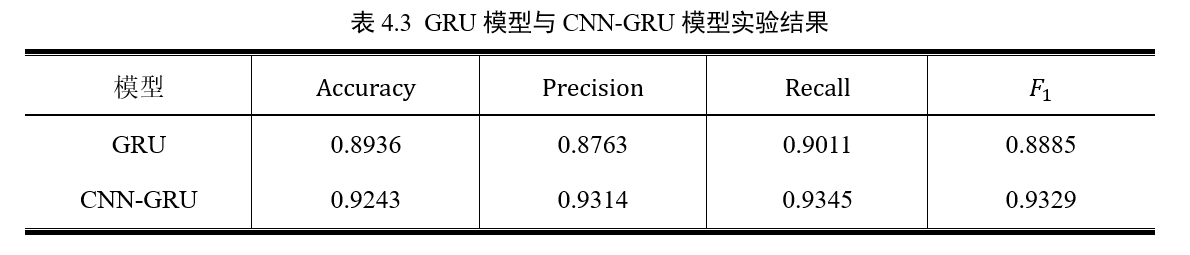 表 4.3 GRU 模型与 CNN-GRU 模型实验结果
模型 Accuracy Precision Recall F₁
GRU 0.8936 0.8763 0.9011 0.8885
CNN-GRU 0.9243 0.9314 0.9345 0.9329